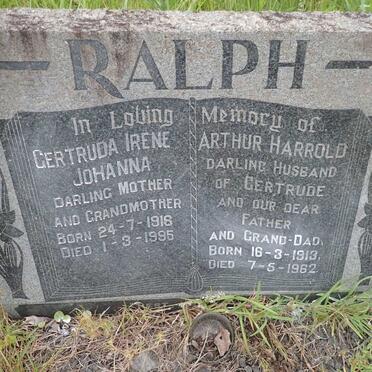 RALPH
In Loving Memory of
GERTRUDA IRENE
JOHANNA
DARLING MOTHER
AND GRANDMOTHER
BORN 24-7-1916
DIED 1-3-1995
ARTHUR HARROLD
DARLING HUSBAND
OF GERTRUDE
AND OUR DEAR
FATHER
AND GRAND-DAD,
BORN 16-3-1913,
DIED 7-5-1962